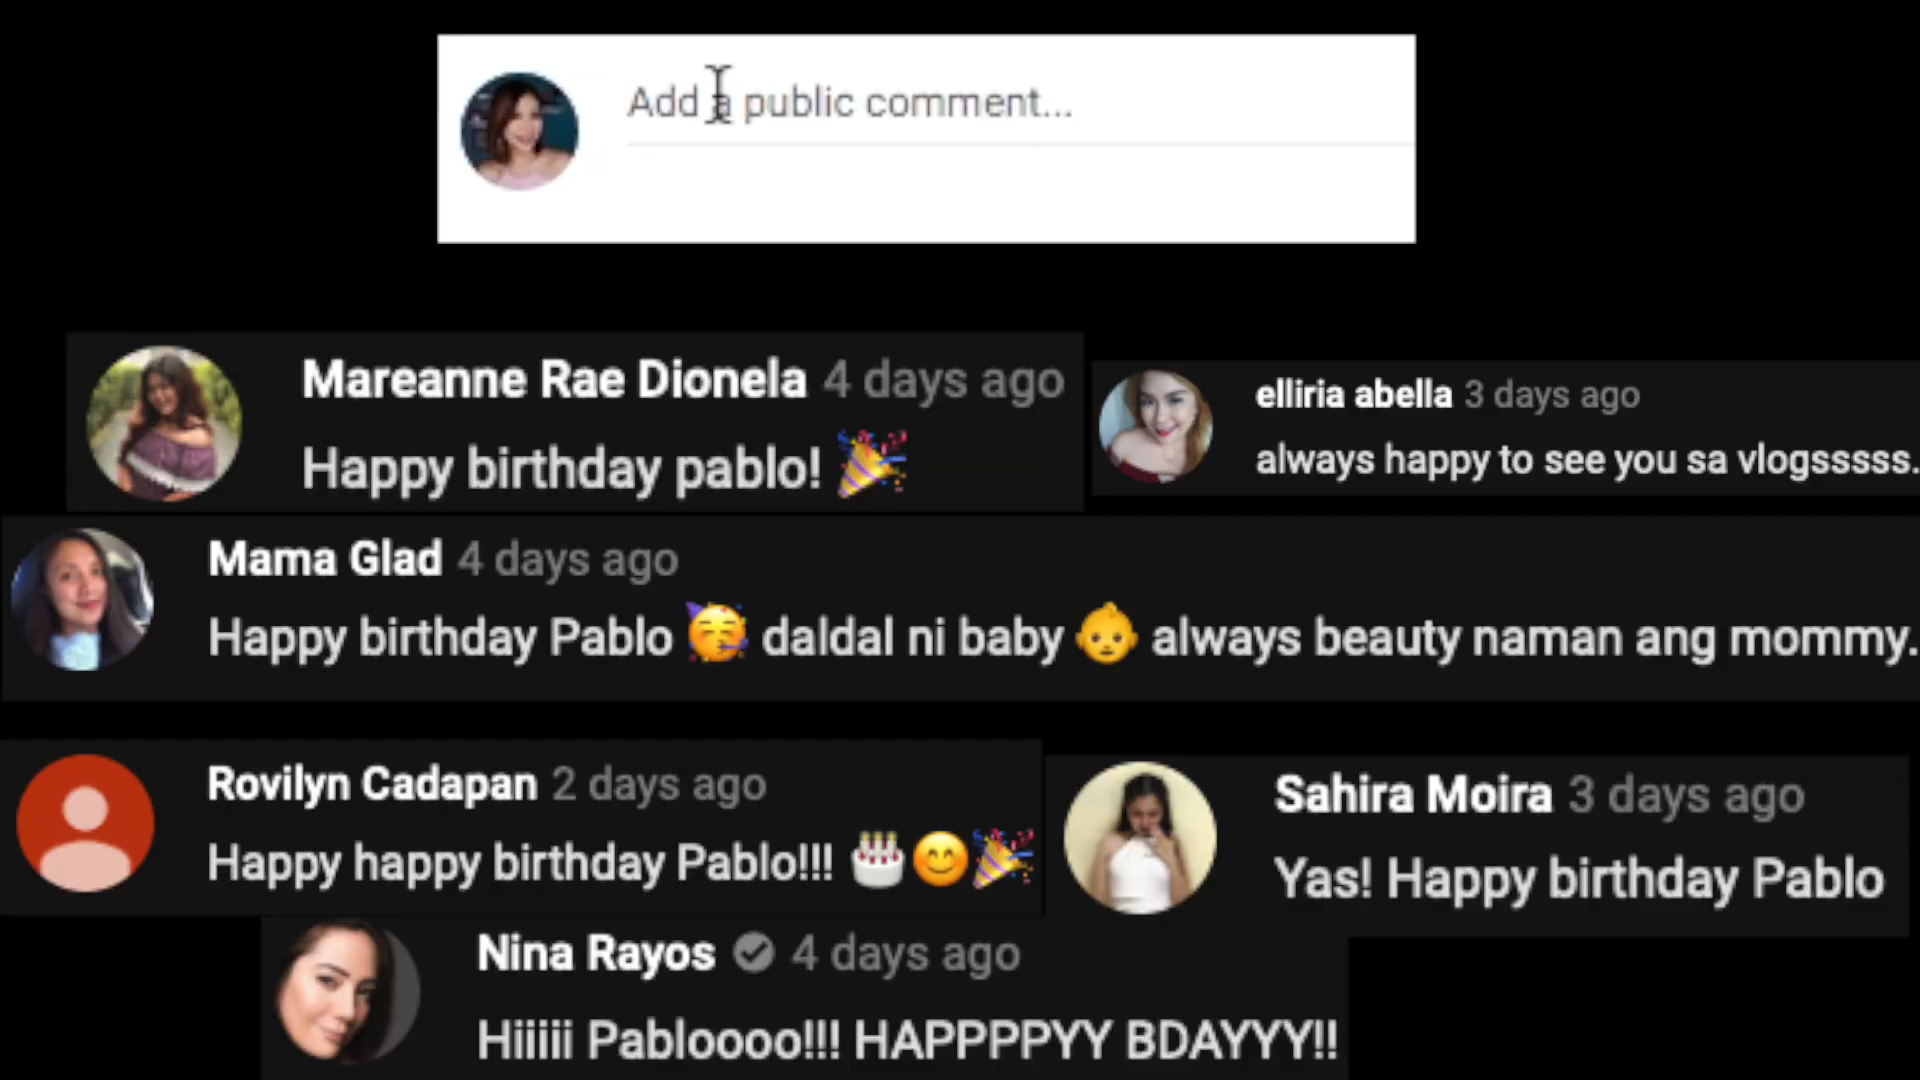 Add a public comment...
Mareanne Rae Dionela 4 days ago
Happy birthday pablo! 🎉
elliria abella 3 days ago
always happy to see you sa vlogsssss.
Mama Glad 4 days ago
Happy birthday Pablo 🥳 daldal ni baby 👶 always beauty naman ang mommy.
Rovilyn Cadapan 2 days ago
Happy happy birthday Pablo!!! 🎂😊🎉
Sahira Moira 3 days ago
Yas! Happy birthday Pablo
Nina Rayos 4 days ago
Hiiiii Pabloooo!!! HAPPPPYY BDAYYY!!